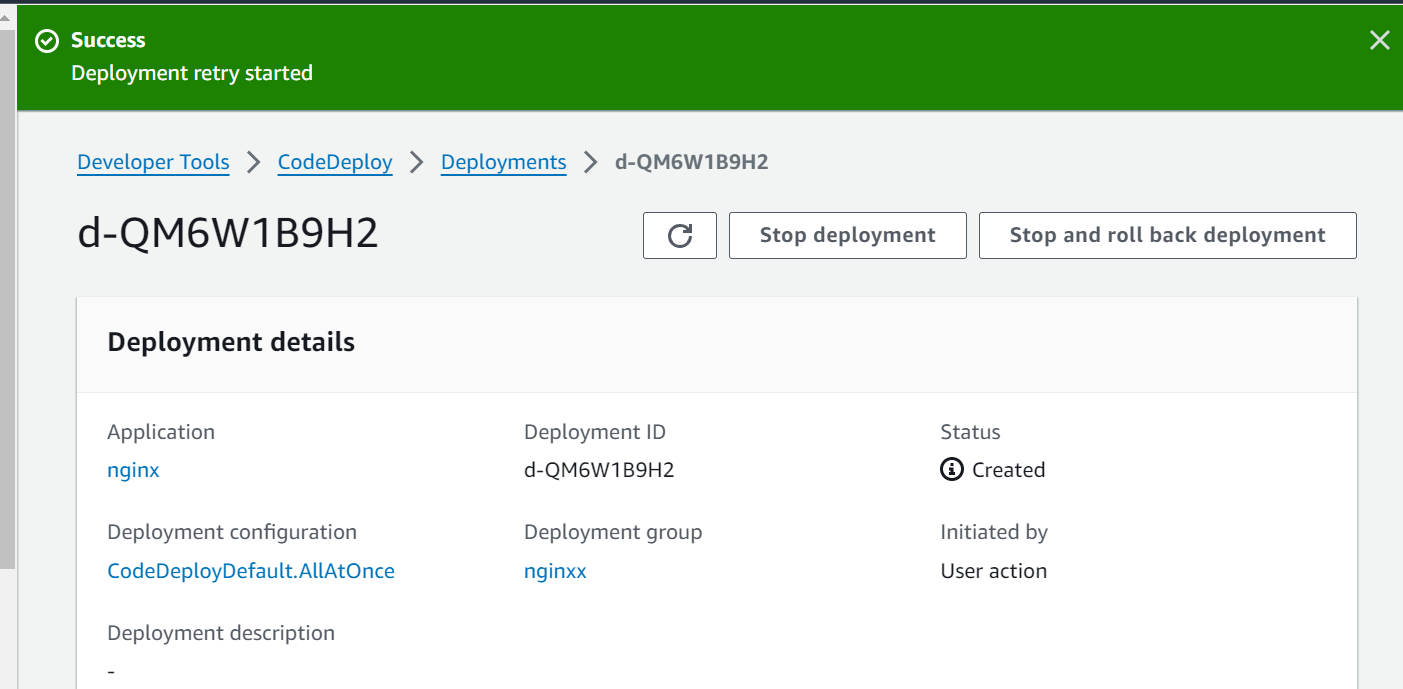 Success
Deployment retry started
Developer Tools > CodeDeploy > Deployments > d-QM6W1B9H2
d-QM6W1B9H2 Stop deployment Stop and roll back deployment
Deployment details
Application Deployment ID Status
nginx d-QM6W1B9H2 Created
Deployment configuration Deployment group Initiated by
CodeDeployDefault.AllAtOnce nginxx User action
Deployment description
-